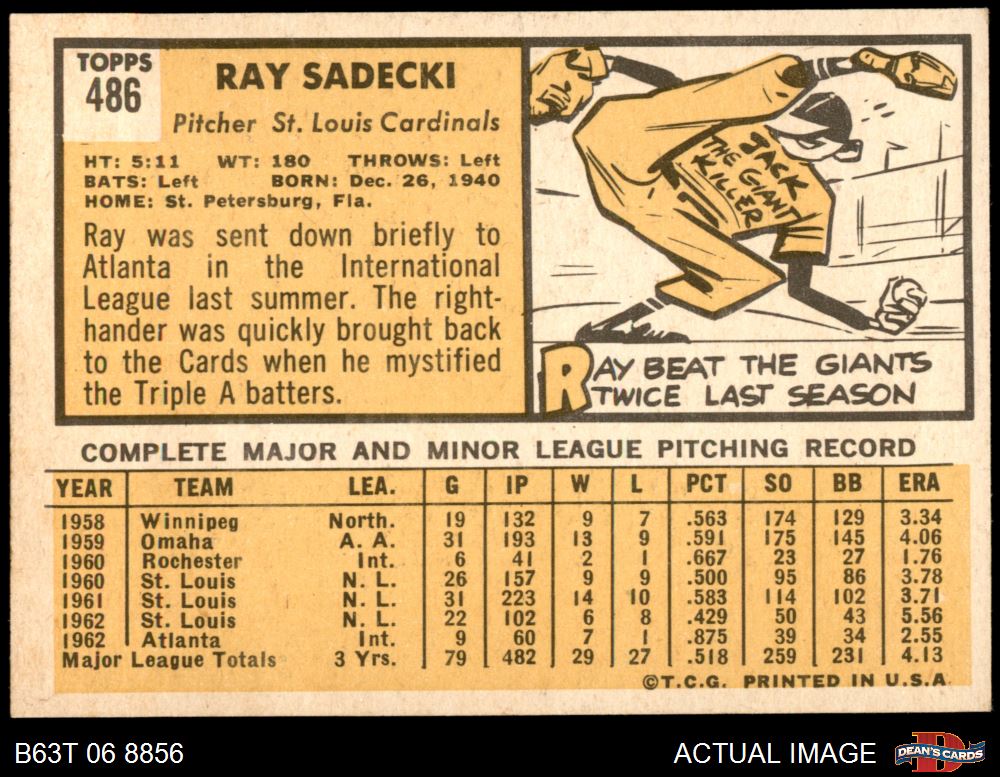 TOPPS
486
RAY SADECKI
Pitcher St. Louis Cardinals
HT: 5:11 WT: 180 THROWS: Left
BATS: Left BORN: Dec. 26, 1940
HOME: St. Petersburg, Fla.
Ray was sent down briefly to
Atlanta in the International
League last summer. The right-
hander was quickly brought back
to the Cards when he mystified
the Triple A batters.
JACK
THE GIANT
KILLER
RAY BEAT THE GIANTS
TWICE LAST SEASON
COMPLETE MAJOR AND MINOR LEAGUE PITCHING RECORD
YEAR TEAM LEA. G IP W L PCT SO BB ERA
1958 Winnipeg North. 19 132 9 7 .563 174 129 3.34
1959 Omaha A. A. 31 193 13 9 .591 175 145 4.06
1960 Rochester Int. 6 41 2 1 .667 23 27 1.76
1960 St. Louis N. L. 26 157 9 9 .500 95 86 3.78
1961 St. Louis N. L. 31 223 14 10 .583 114 102 3.71
1962 St. Louis N. L. 22 102 6 8 .429 50 43 5.56
1962 Atlanta Int. 9 60 7 1 .875 39 34 2.55
Major League Totals 3 Yrs. 79 482 29 27 .518 259 231 4.13
©T.C.G. PRINTED IN U.S.A.
B63T 06 8856
ACTUAL IMAGE
D
DEAN'S CARDS